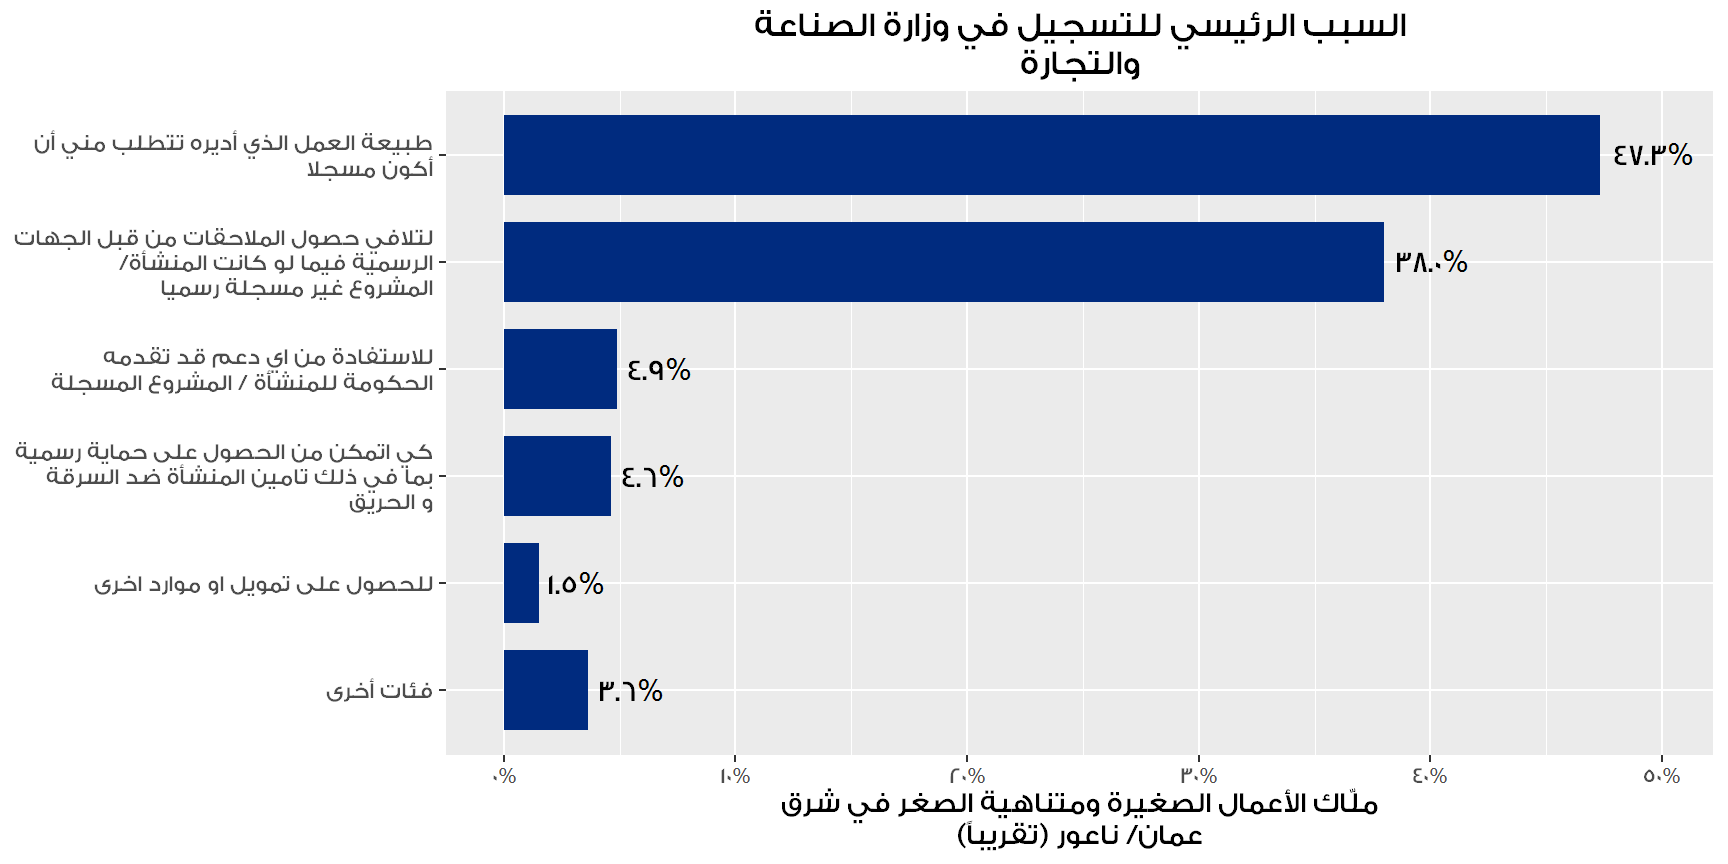 السبب الرئيسي للتسجيل في وزارة الصناعة
والتجارة
طبيعة العمل الذي أديره تتطلب مني أن
أكون مسجلا
٤٧.٣%
لتلافي حصول الملاحقات من قبل الجهات
الرسمية فيما لو كانت المنشأة/
المشروع غير مسجلة رسميا
٣٨.٠%
للاستفادة من اي دعم قد تقدمه
الحكومة للمنشأة / المشروع المسجلة
٤.٩%
كي اتمكن من الحصول على حماية رسمية
بما في ذلك تامين المنشأة ضد السرقة
و الحريق
٤.٦%
للحصول على تمويل او موارد اخرى
١.٥%
فئات أخرى
٣.٦%
٠% ١٠% ٢٠% ٣٠% ٤٠% ٥٠%
ملّاك الأعمال الصغيرة ومتناهية الصغر في شرق
عمان/ ناعور (تقريباً)